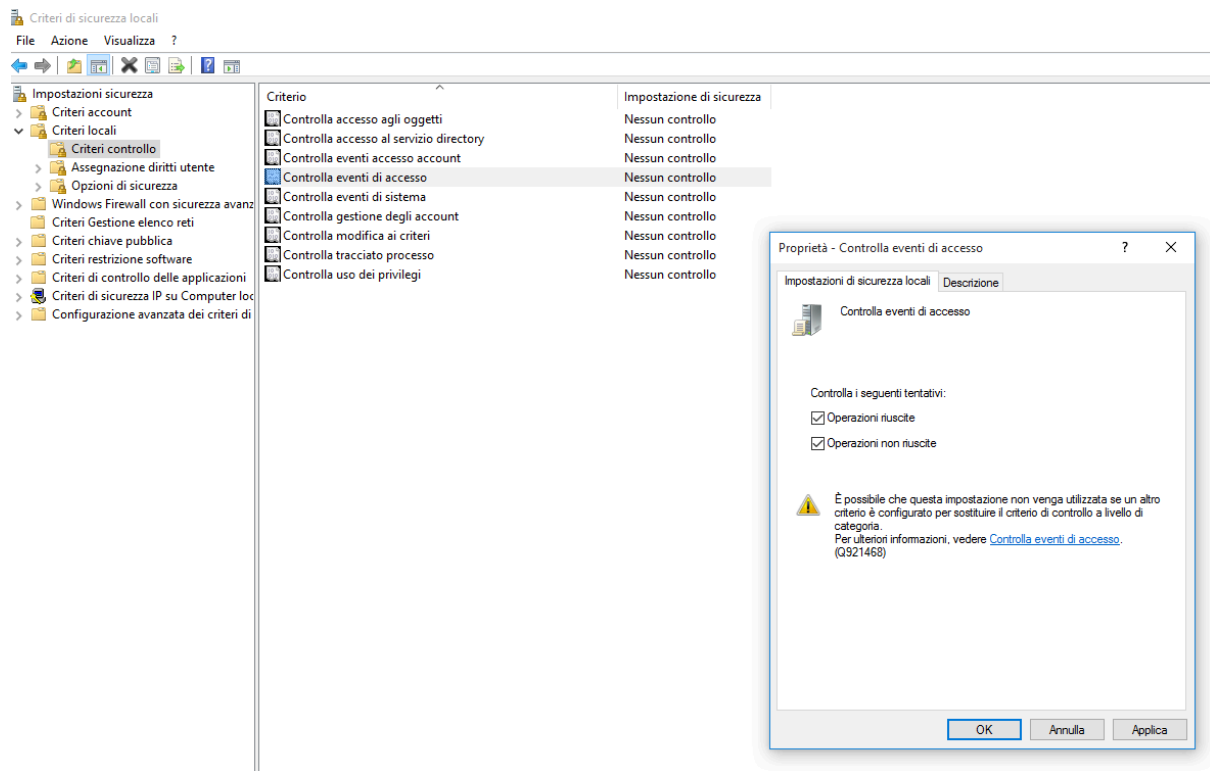 Criteri di sicurezza locali
File Azione Visualizza ?
Impostazioni sicurezza
Criteri account
Criteri locali
Criteri controllo
Assegnazione diritti utente
Opzioni di sicurezza
Windows Firewall con sicurezza avanz
Criteri Gestione elenco reti
Criteri chiave pubblica
Criteri restrizione software
Criteri di controllo delle applicazioni
Criteri di sicurezza IP su Computer loc
Configurazione avanzata dei criteri di
Criterio Impostazione di sicurezza
Controlla accesso agli oggetti Nessun controllo
Controlla accesso al servizio directory Nessun controllo
Controlla eventi accesso account Nessun controllo
Controlla eventi di accesso Nessun controllo
Controlla eventi di sistema Nessun controllo
Controlla gestione degli account Nessun controllo
Controlla modifica ai criteri Nessun controllo
Controlla tracciato processo Nessun controllo
Controlla uso dei privilegi Nessun controllo
Proprietà - Controlla eventi di accesso ?
Impostazioni di sicurezza locali Descrizione
Controlla eventi di accesso
Controlla i seguenti tentativi:
Operazioni riuscite
Operazioni non riuscite
È possibile che questa impostazione non venga utilizzata se un altro
criterio è configurato per sostituire il criterio di controllo a livello di
categoria.
Per ulteriori informazioni, vedere Controlla eventi di accesso.
(Q921468)
OK Annulla Applica